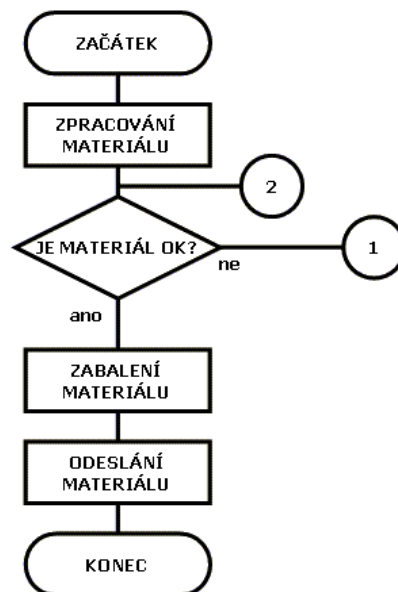 ZAČÁTEK
ZPRACOVÁNÍ
MATERIÁLU
2
JE MATERIÁL OK?
1
ne
ano
ZABALENÍ
MATERIÁLU
ODESLÁNÍ
MATERIÁLU
KONEC